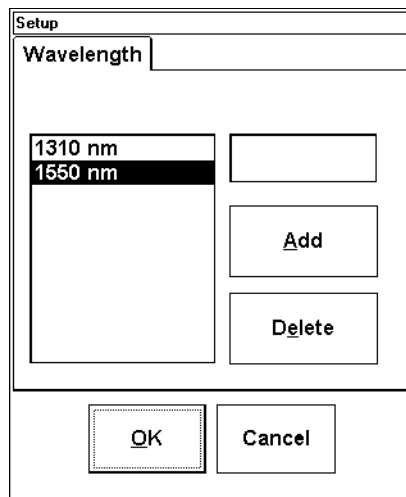 Setup
Wavelength
1310 nm
1550 nm
Add
Delete
OK
Cancel